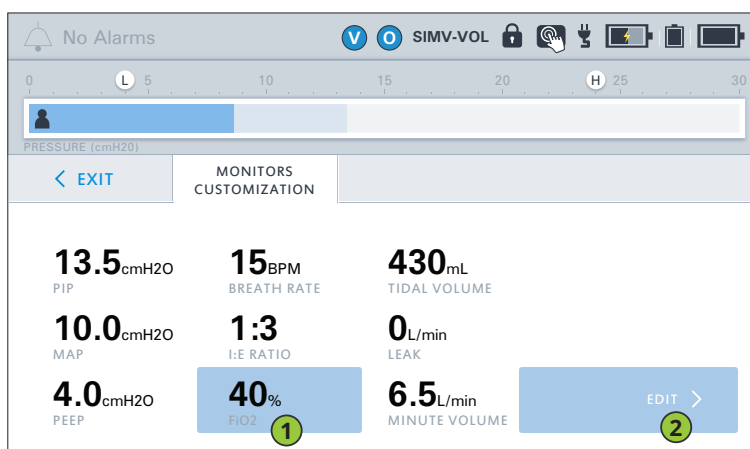 No Alarms
V O SIMV-VOL
0 L 5 10 15 20 H 25 30
PRESSURE (cmH20)
EXIT
MONITORS
CUSTOMIZATION
13.5cmH2O 15BPM 430mL
PIP BREATH RATE TIDAL VOLUME
10.0cmH2O 1:3 0L/min
MAP I:E RATIO LEAK
4.0cmH2O 40% 6.5L/min EDIT
PEEP FiO2 1 MINUTE VOLUME 2